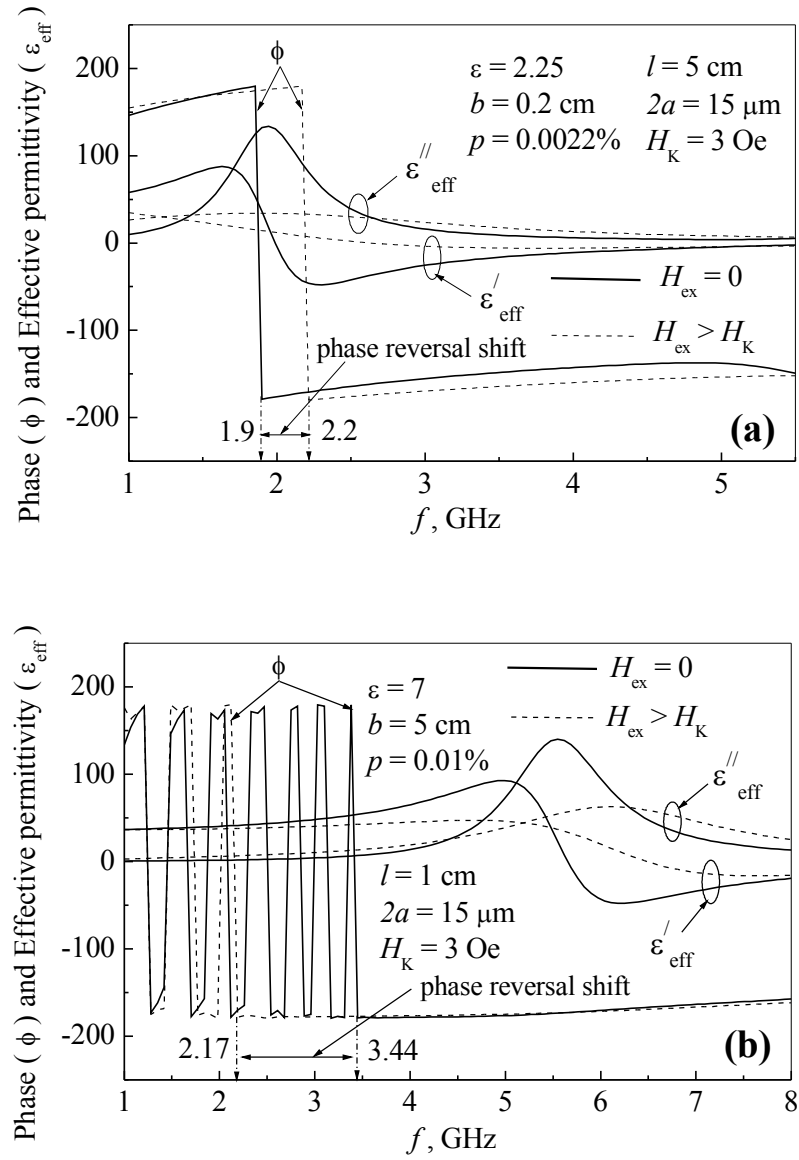 ϕ
200
100
0
-100
-200
Phase ( ϕ ) and Effective permittivity ( ε_eff )
ε = 2.25 l = 5 cm
b = 0.2 cm 2a = 15 μm
p = 0.0022% H_K = 3 Oe
ε''_eff
ε'_eff
H_ex = 0
H_ex > H_K
phase reversal shift
1.9 2.2
(a)
1 2 3 4 5
f , GHz
ϕ
200
100
0
-100
-200
Phase ( ϕ ) and Effective permittivity ( ε_eff )
H_ex = 0
H_ex > H_K
ε = 7
b = 5 cm
p = 0.01%
ε''_eff
l = 1 cm
2a = 15 μm
H_K = 3 Oe
ε'_eff
phase reversal shift
2.17 3.44
(b)
1 2 3 4 5 6 7 8
f , GHz